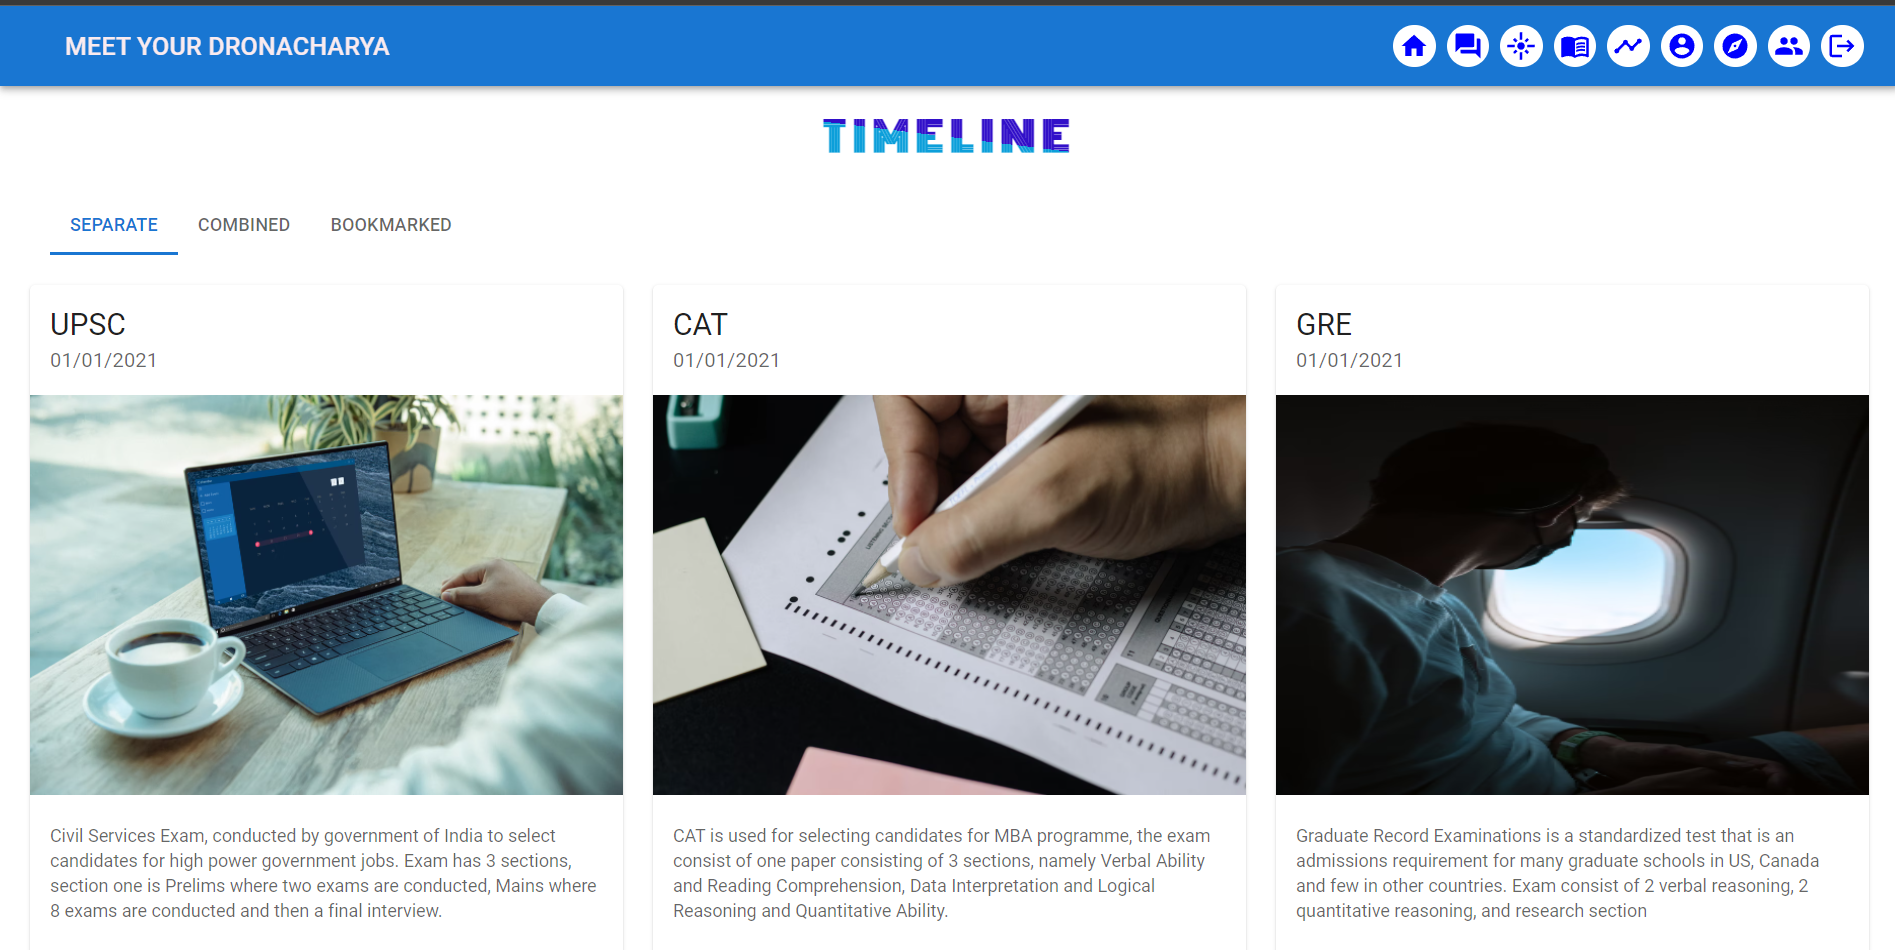 MEET YOUR DRONACHARYA
TIMELINE
SEPARATE COMBINED BOOKMARKED
UPSC
01/01/2021
Civil Services Exam, conducted by government of India to select
candidates for high power government jobs. Exam has 3 sections,
section one is Prelims where two exams are conducted, Mains where
8 exams are conducted and then a final interview.
CAT
01/01/2021
CAT is used for selecting candidates for MBA programme, the exam
consist of one paper consisting of 3 sections, namely Verbal Ability
and Reading Comprehension, Data Interpretation and Logical
Reasoning and Quantitative Ability.
GRE
01/01/2021
Graduate Record Examinations is a standardized test that is an
admissions requirement for many graduate schools in US, Canada
and few in other countries. Exam consist of 2 verbal reasoning, 2
quantitative reasoning, and research section